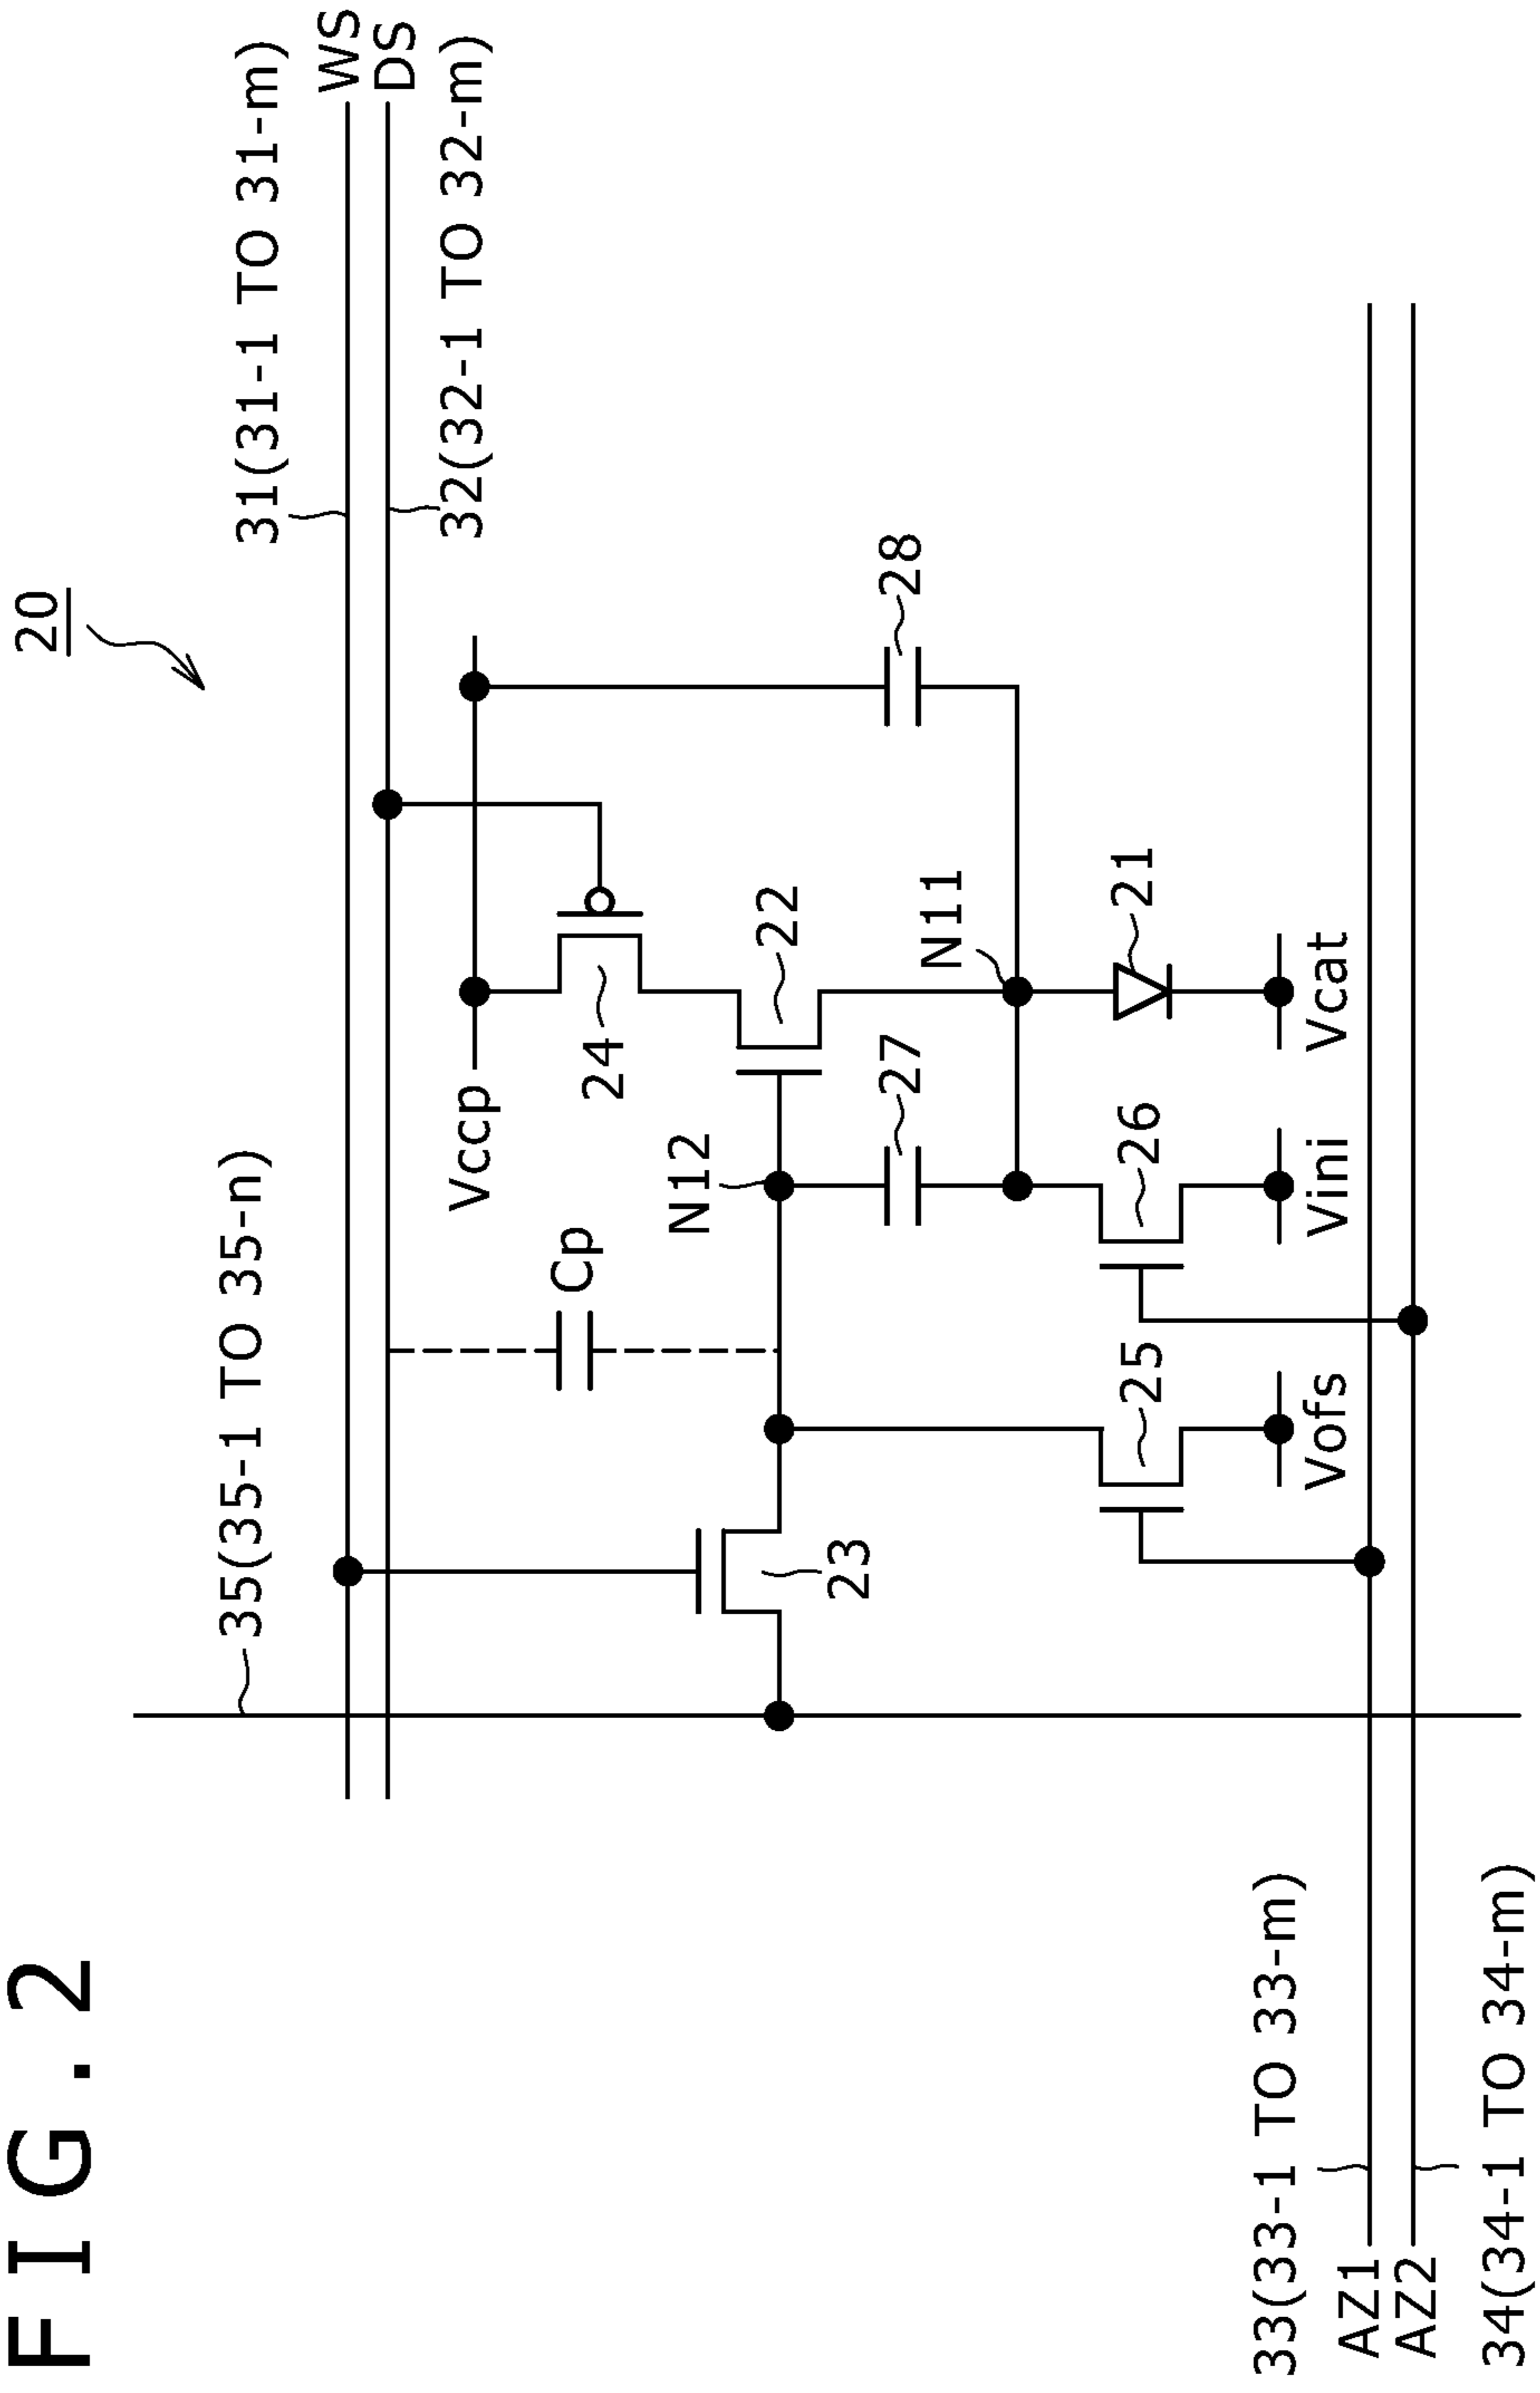 FIG.2
20
35(35-1 TO 35-n)
31(31-1 TO 31-m)
WS
DS
32(32-1 TO 32-m)
Vccp
Cp
24
N12
22
23
27
28
N11
25
26
21
Vofs
Vini
Vcat
33(33-1 TO 33-m)
AZ1
AZ2
34(34-1 TO 34-m)